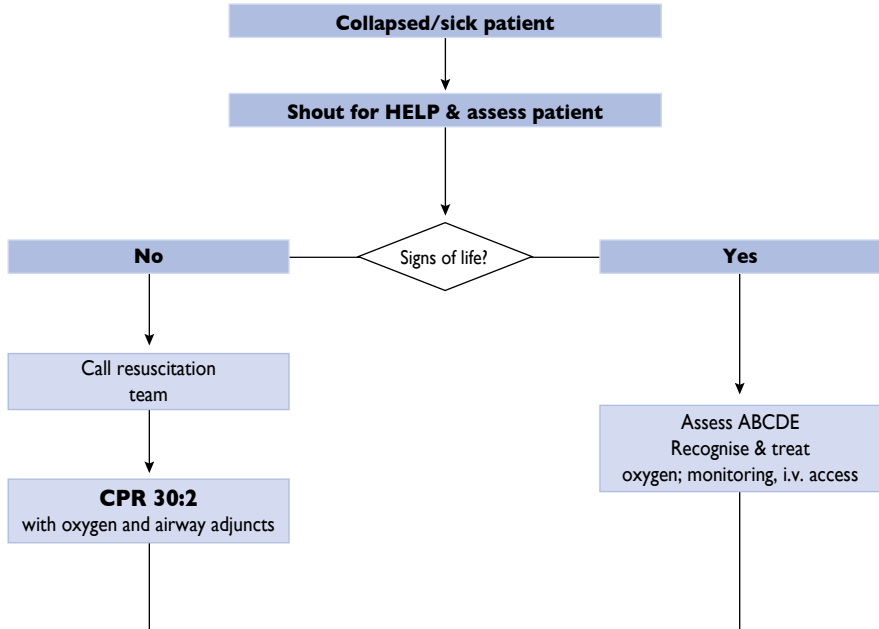 Collapsed/sick patient
Shout for HELP & assess patient
Signs of life?
No
Yes
Call resuscitation
team
CPR 30:2
with oxygen and airway adjuncts
Assess ABCDE
Recognise & treat
oxygen; monitoring, i.v. access